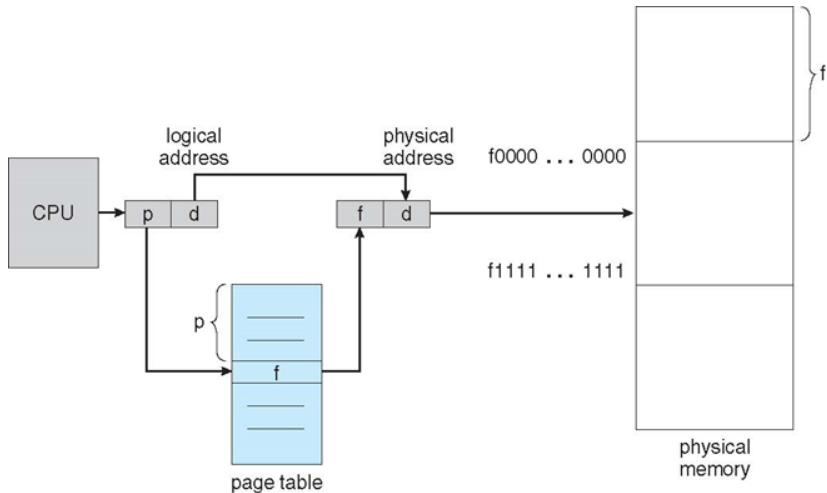 f
logical
address
physical
address
f0000 ... 0000
CPU
p d
f d
f1111 ... 1111
p
f
page table
physical
memory